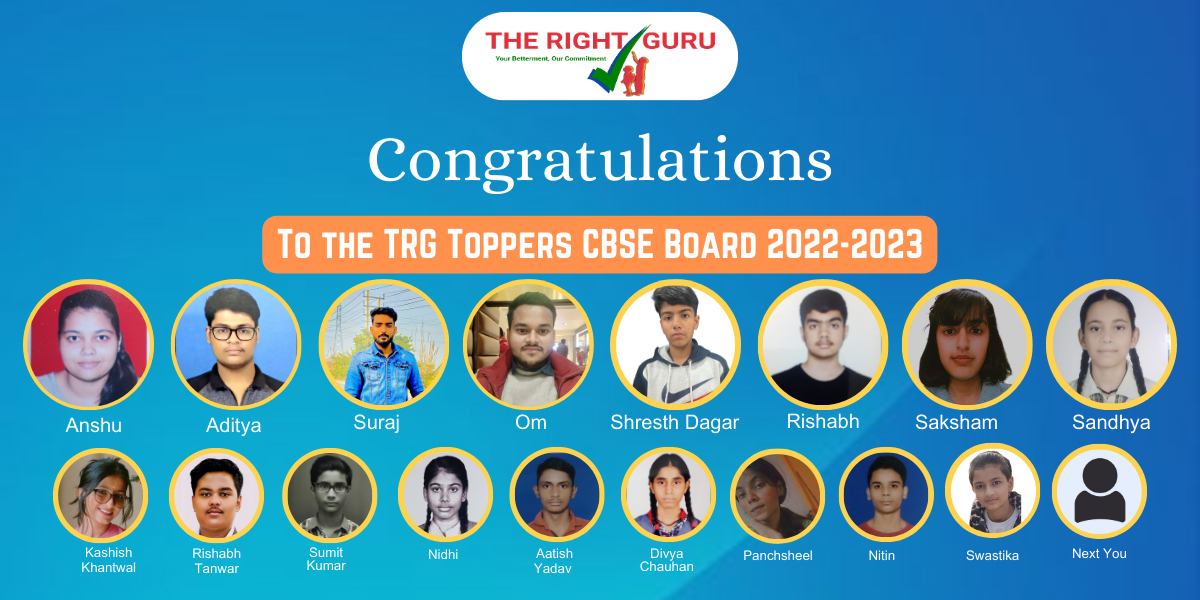 THE RIGHT GURU
Your Betterment, Our Commitment
Congratulations
To the TRG Toppers CBSE Board 2022-2023
Anshu
Aditya
Suraj
Om
Shresth Dagar
Rishabh
Saksham
Sandhya
Kashish
Khantwal
Rishabh
Tanwar
Sumit
Kumar
Nidhi
Aatish
Yadav
Divya
Chauhan
Panchsheel
Nitin
Swastika
Next You